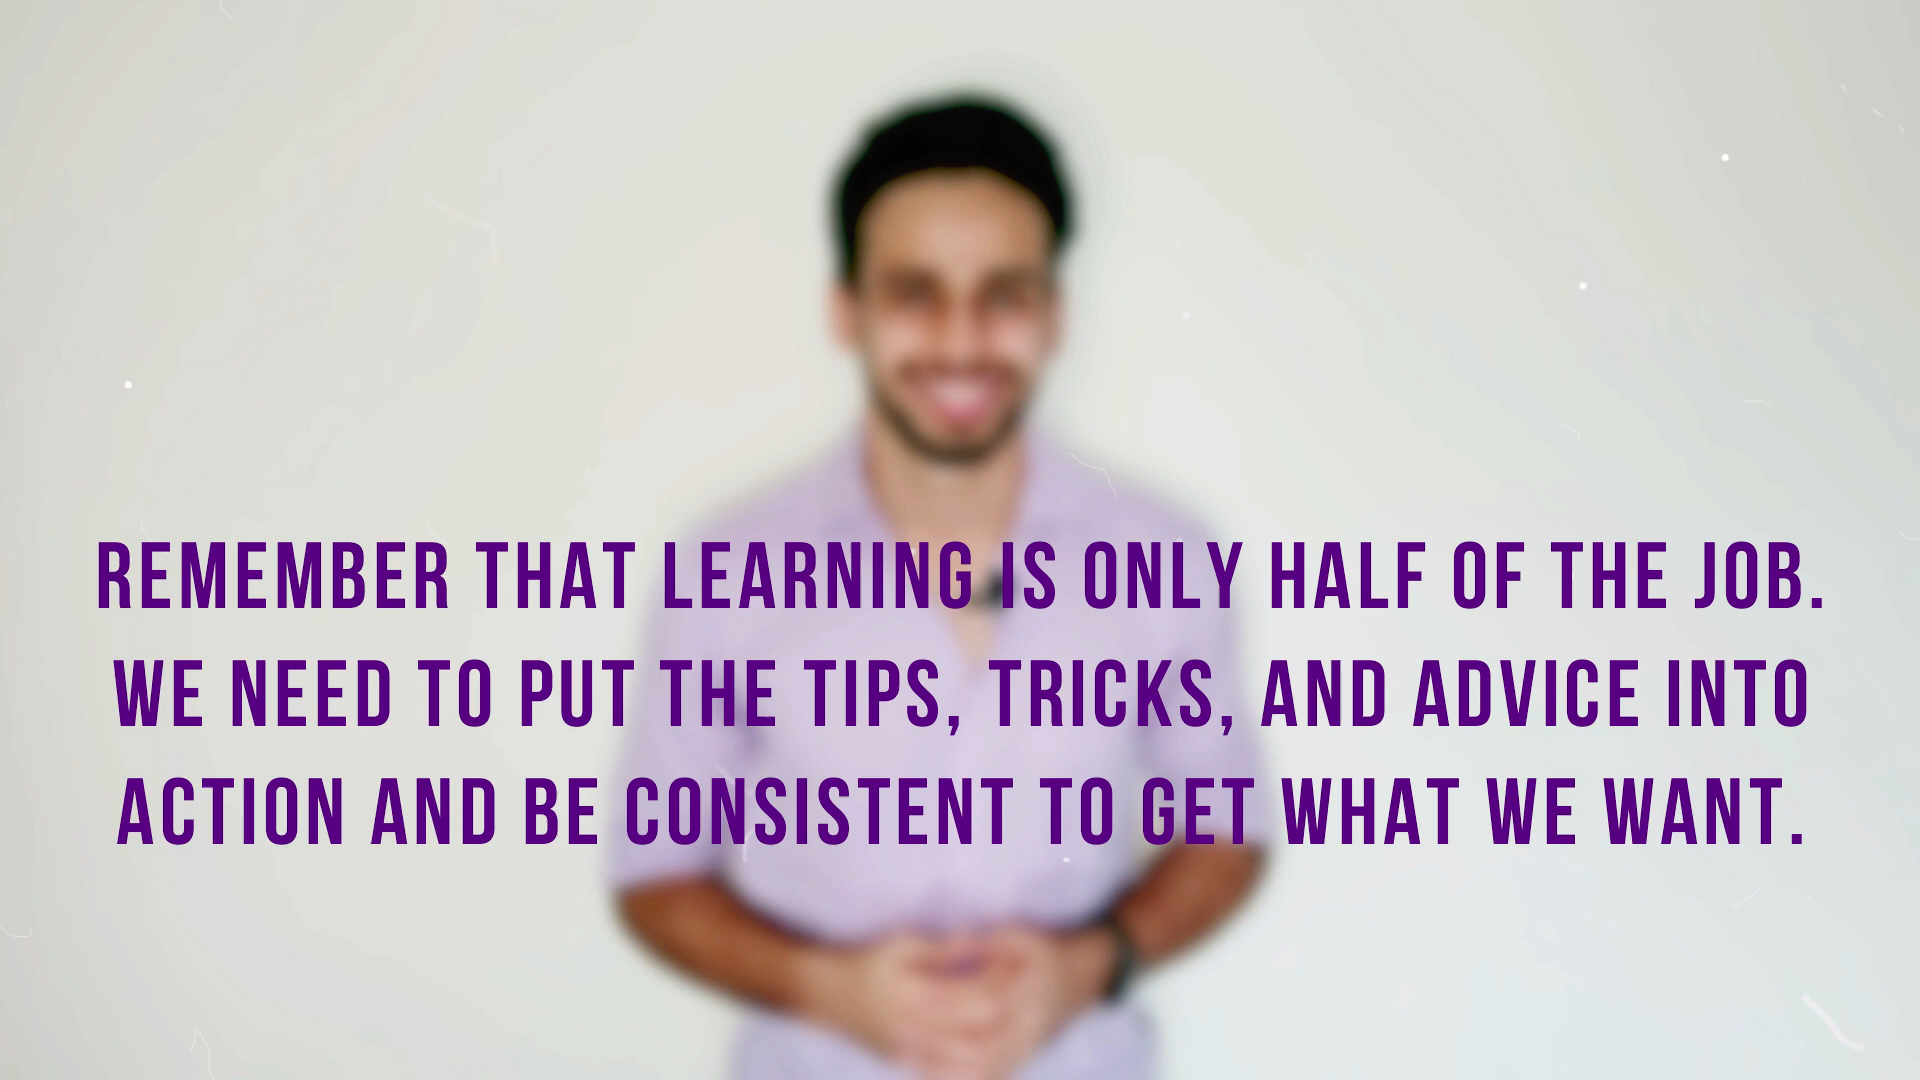 REMEMBER THAT LEARNING IS ONLY HALF OF THE JOB.
WE NEED TO PUT THE TIPS, TRICKS, AND ADVICE INTO
ACTION AND BE CONSISTENT TO GET WHAT WE WANT.